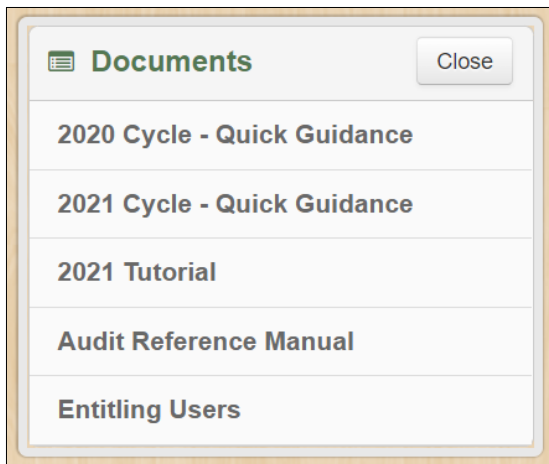 Documents
Close
2020 Cycle - Quick Guidance
2021 Cycle - Quick Guidance
2021 Tutorial
Audit Reference Manual
Entitling Users